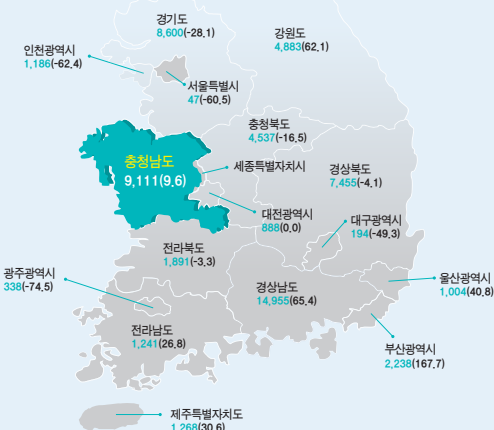 경기도
8,600(-28,1)
강원도
4,883(62,1)
인천광역시
1,186(-62,4)
서울특별시
47(-60,5)
충청북도
4,537(-16,5)
충청남도
9,111(9,6)
세종특별자치시
경상북도
7,455(-4,1)
대전광역시
888(0,0)
대구광역시
194(-49,3)
전라북도
1,891(-3,3)
광주광역시
338(-74,5)
경상남도
14,955(65,4)
울산광역시
1,004(40,8)
전라남도
1,241(26,8)
부산광역시
2,238(167,7)
제주특별자치도
1,268(30,6)